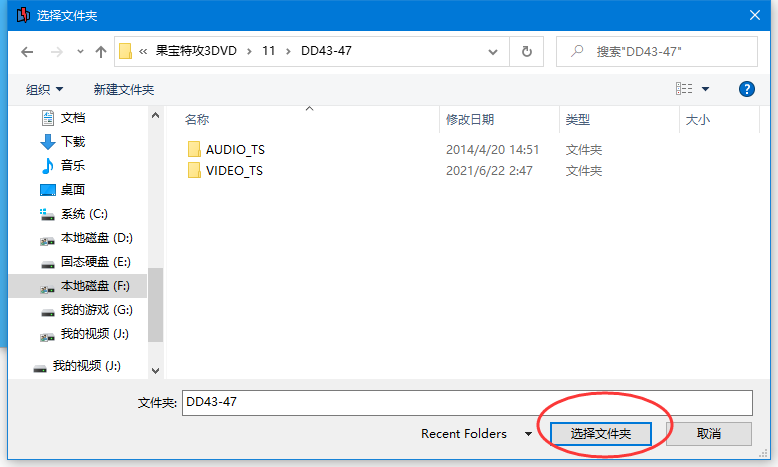 选择文件夹
« 果宝特攻3DVD › 11 › DD43-47
搜索"DD43-47"
组织 新建文件夹
名称 修改日期 类型 大小
文档
下载
音乐
桌面
系统 (C:)
本地磁盘 (D:)
固态硬盘 (E:)
本地磁盘 (F:)
我的游戏 (G:)
我的视频 (J:)
我的视频 (J:)
AUDIO_TS 2014/4/20 14:51 文件夹
VIDEO_TS 2021/6/22 2:47 文件夹
文件夹: DD43-47
Recent Folders 选择文件夹 取消